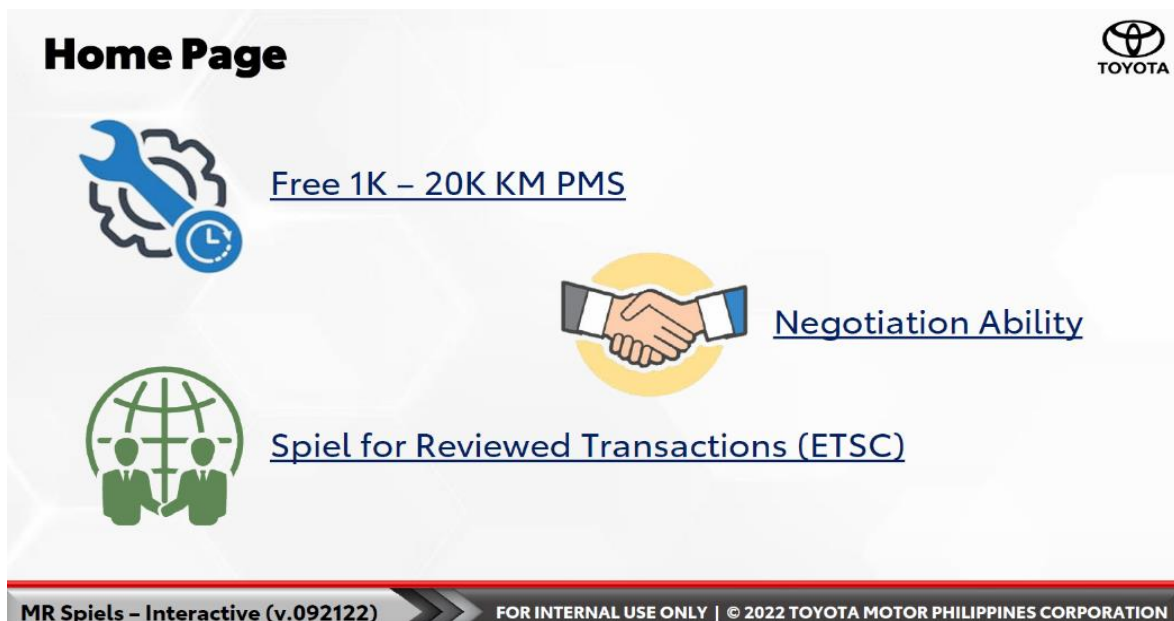 Home Page
TOYOTA
Free 1K – 20K KM PMS
Negotiation Ability
Spiel for Reviewed Transactions (ETSC)
MR Spiels – Interactive (v.092122)
FOR INTERNAL USE ONLY | © 2022 TOYOTA MOTOR PHILIPPINES CORPORATION